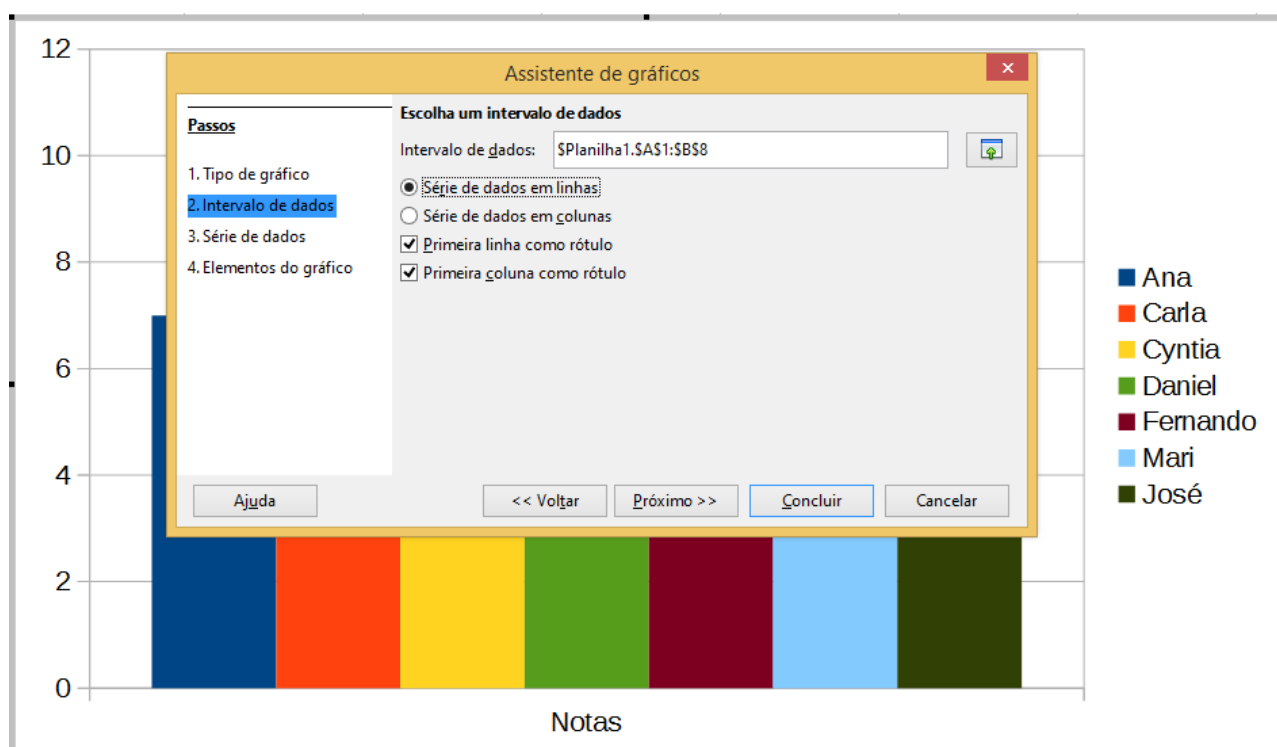 12
10
8
6
4
2
0
Notas
Assistente de gráficos
Passos
1. Tipo de gráfico
2. Intervalo de dados
3. Série de dados
4. Elementos do gráfico
Escolha um intervalo de dados
Intervalo de dados: $Planilha1.$A$1:$B$8
Série de dados em linhas
Série de dados em colunas
Primeira linha como rótulo
Primeira coluna como rótulo
Ajuda << Voltar Próximo >> Concluir Cancelar
Ana
Carla
Cyntia
Daniel
Fernando
Mari
José